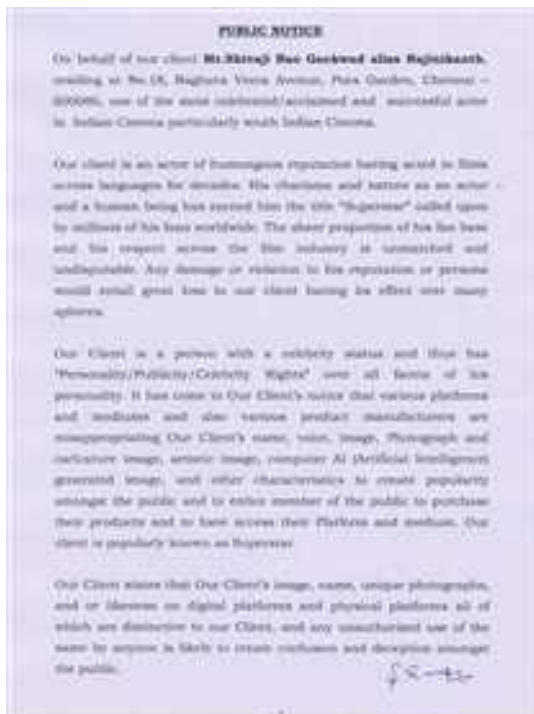 PUBLIC NOTICE
On behalf of our client Mr.Shivaji Rao Gaekwad alias Rajinikanth,
residing at No.18, Raghava Veera Avenue, Poes Garden, Chennai –
600086, one of the most celebrated/acclaimed and successful actor
in Indian Cinema particularly south Indian Cinema.
Our client is an actor of humongous reputation having acted in films
across languages for decades. His charisma and nature as an actor
and a human being has earned him the title "Superstar" called upon
by millions of his fans worldwide. The sheer proportion of his fan base
and his respect across the film industry is unmatched and
undisputable. Any damage or violation to his reputation or persona
would entail great loss to our client having its effect over many
spheres.
Our Client is a person with a celebrity status and thus has
"Personality/Publicity/Celebrity Rights" over all facets of his
personality. It has come to Our Client's notice that various platforms
and mediums and also various product manufacturers are
misappropriating Our Client's name, voice, image, Photograph and
caricature image, artistic image, computer AI (Artificial Intelligence)
generated image, and other characteristics to create popularity
amongst the public and to entice member of the public to purchase
their products and to have access their Platform and medium. Our
client is popularly known as Superstar.
Our Client states that Our Client's image, name, unique photographs,
and or likeness on digital platforms and physical platforms all of
which are distinctive to our Client, and any unauthorized use of the
same by anyone is likely to create confusion and deception amongst
the public.